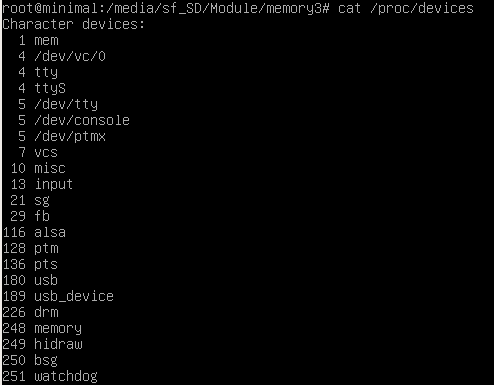 root@minimal:/media/sf_SD/Module/memory3# cat /proc/devices
Character devices:
1 mem
4 /dev/vc/0
4 tty
4 ttyS
5 /dev/tty
5 /dev/console
5 /dev/ptmx
7 vcs
10 misc
13 input
21 sg
29 fb
116 alsa
128 ptm
136 pts
180 usb
189 usb_device
226 drm
248 memory
249 hidraw
250 bsg
251 watchdog